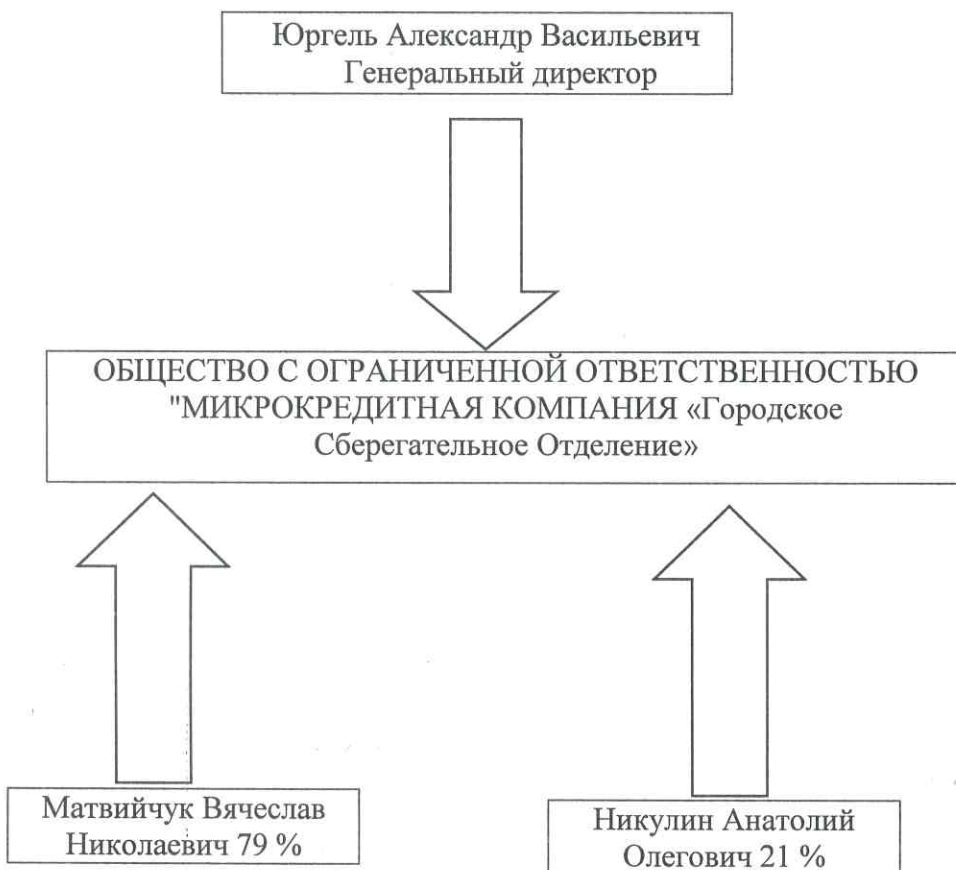 Юргель Александр Васильевич
Генеральный директор
ОБЩЕСТВО С ОГРАНИЧЕННОЙ ОТВЕТСТВЕННОСТЬЮ
"МИКРОКРЕДИТНАЯ КОМПАНИЯ «Городское
Сберегательное Отделение»
Матвийчук Вячеслав
Николаевич 79 %
Никулин Анатолий
Олегович 21 %